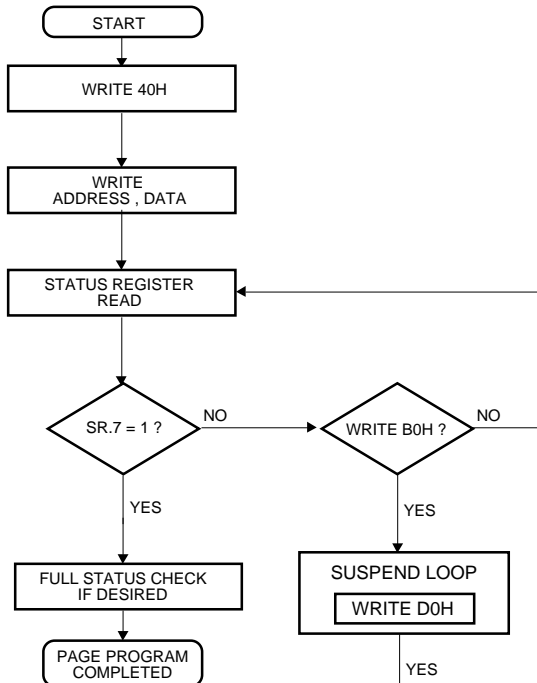 START
WRITE 40H
WRITE
ADDRESS , DATA
STATUS REGISTER
READ
SR.7 = 1 ?
NO
WRITE B0H ?
NO
YES
YES
FULL STATUS CHECK
IF DESIRED
SUSPEND LOOP
WRITE D0H
PAGE PROGRAM
COMPLETED
YES